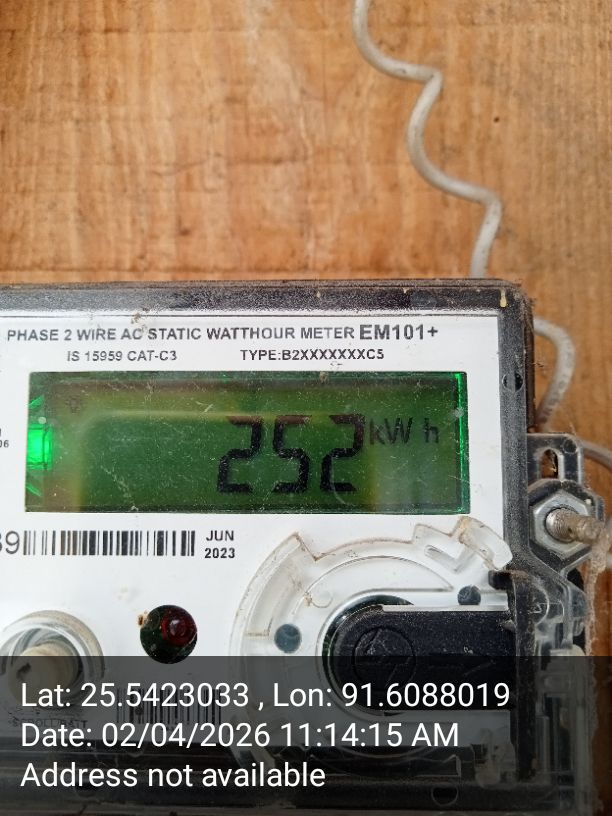 PHASE 2 WIRE AC STATIC WATTHOUR METER EM101+
IS 15959 CAT-C3 TYPE:B2XXXXXXXC5
252 kW h
JUN
2023
Lat: 25.5423033 , Lon: 91.6088019
Date: 02/04/2026 11:14:15 AM
Address not available